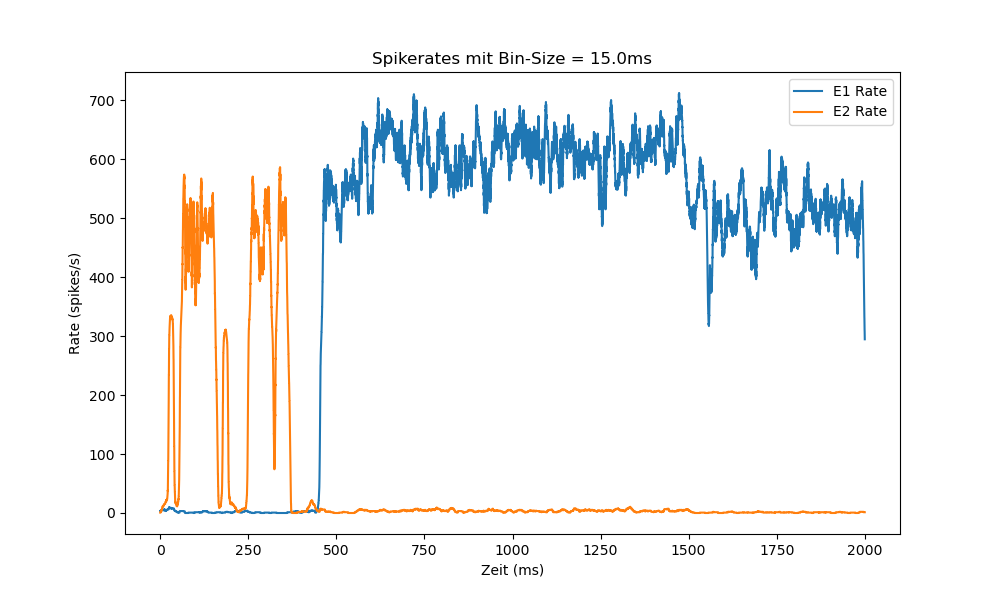 Spikerates mit Bin-Size = 15.0ms
E1 Rate
E2 Rate
700
600
500
400
300
200
100
0
Rate (spikes/s)
0 250 500 750 1000 1250 1500 1750 2000
Zeit (ms)